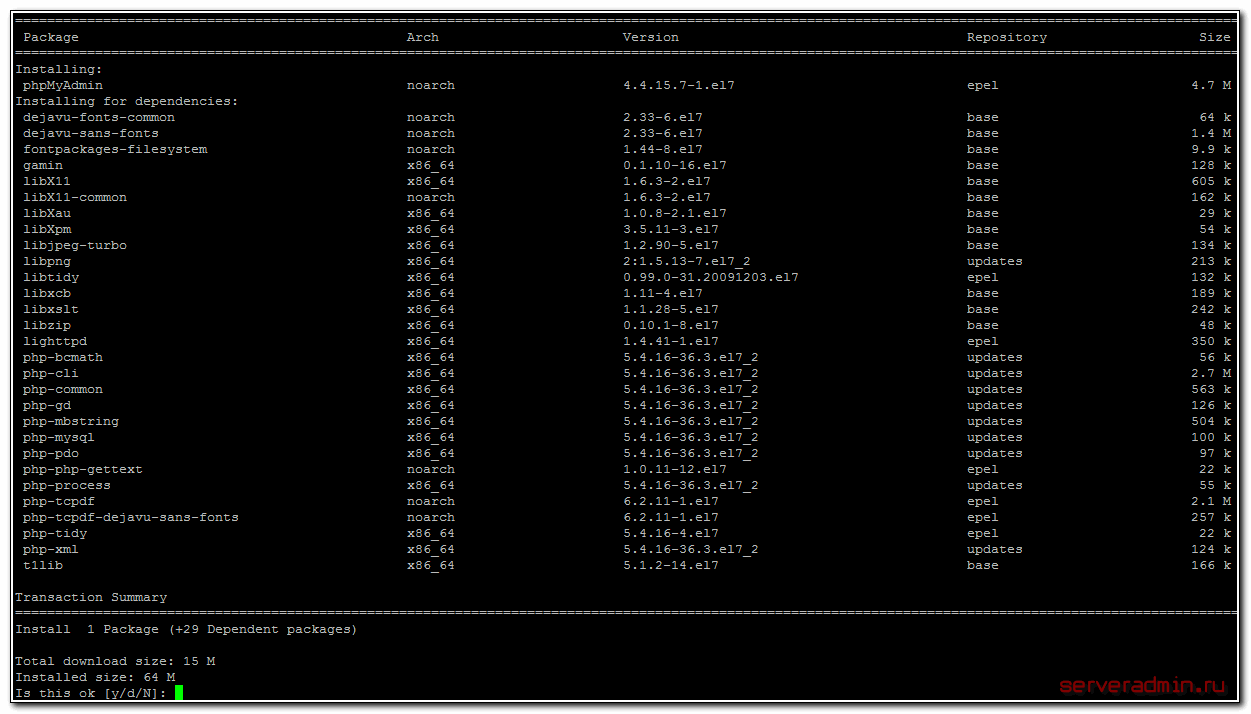 Package Arch Version Repository Size
Installing:
phpMyAdmin noarch 4.4.15.7-1.el7 epel 4.7 M
Installing for dependencies:
dejavu-fonts-common noarch 2.33-6.el7 base 64 k
dejavu-sans-fonts noarch 2.33-6.el7 base 1.4 M
fontpackages-filesystem noarch 1.44-8.el7 base 9.9 k
gamin x86_64 0.1.10-16.el7 base 128 k
libX11 x86_64 1.6.3-2.el7 base 605 k
libX11-common noarch 1.6.3-2.el7 base 162 k
libXau x86_64 1.0.8-2.1.el7 base 29 k
libXpm x86_64 3.5.11-3.el7 base 54 k
libjpeg-turbo x86_64 1.2.90-5.el7 base 134 k
libpng x86_64 2:1.5.13-7.el7_2 updates 213 k
libtidy x86_64 0.99.0-31.20091203.el7 epel 132 k
libxcb x86_64 1.11-4.el7 base 189 k
libxslt x86_64 1.1.28-5.el7 base 242 k
libzip x86_64 0.10.1-8.el7 base 48 k
lighttpd x86_64 1.4.41-1.el7 epel 350 k
php-bcmath x86_64 5.4.16-36.3.el7_2 updates 56 k
php-cli x86_64 5.4.16-36.3.el7_2 updates 2.7 M
php-common x86_64 5.4.16-36.3.el7_2 updates 563 k
php-gd x86_64 5.4.16-36.3.el7_2 updates 126 k
php-mbstring x86_64 5.4.16-36.3.el7_2 updates 504 k
php-mysql x86_64 5.4.16-36.3.el7_2 updates 100 k
php-pdo x86_64 5.4.16-36.3.el7_2 updates 97 k
php-php-gettext noarch 1.0.11-12.el7 epel 22 k
php-process x86_64 5.4.16-36.3.el7_2 updates 55 k
php-tcpdf noarch 6.2.11-1.el7 epel 2.1 M
php-tcpdf-dejavu-sans-fonts noarch 6.2.11-1.el7 epel 257 k
php-tidy x86_64 5.4.16-4.el7 epel 22 k
php-xml x86_64 5.4.16-36.3.el7_2 updates 124 k
t1lib x86_64 5.1.2-14.el7 base 166 k
Transaction Summary
Install 1 Package (+29 Dependent packages)
Total download size: 15 M
Installed size: 64 M
Is this ok [y/d/N]:
serveradmin.ru